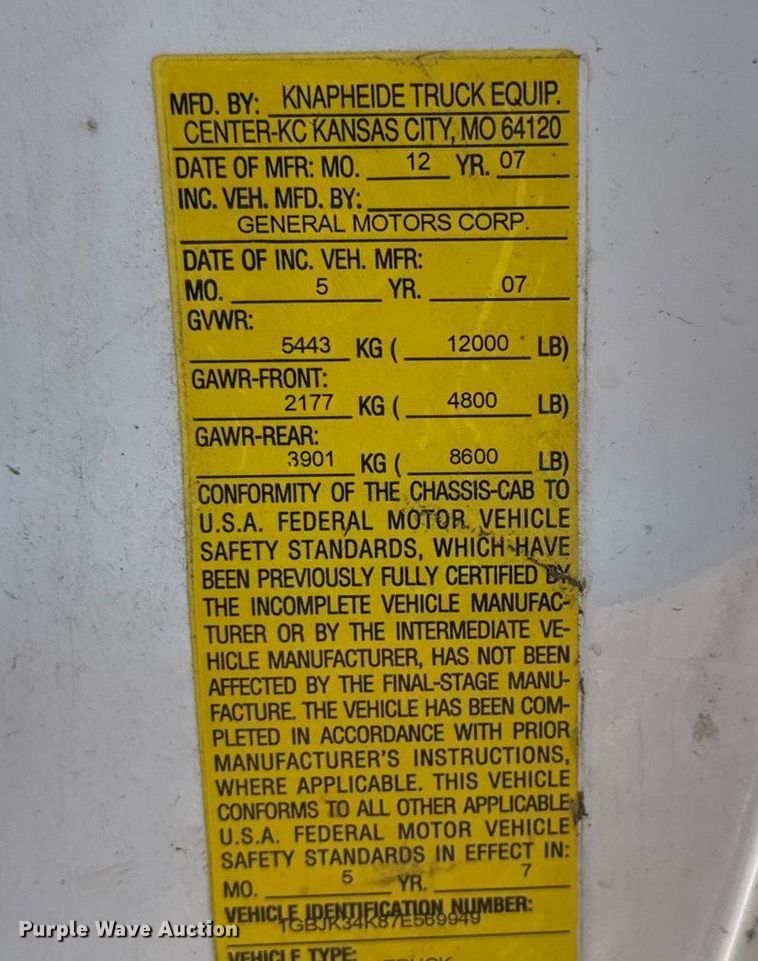 MFD. BY: KNAPHEIDE TRUCK EQUIP.
CENTER-KC KANSAS CITY, MO 64120
DATE OF MFR: MO. 12 YR. 07
INC. VEH. MFD. BY:
GENERAL MOTORS CORP.
DATE OF INC. VEH. MFR:
MO. 5 YR. 07
GVWR:
5443 KG ( 12000 LB)
GAWR-FRONT:
2177 KG ( 4800 LB)
GAWR-REAR:
3901 KG ( 8600 LB)
CONFORMITY OF THE CHASSIS-CAB TO
U.S.A. FEDERAL MOTOR VEHICLE
SAFETY STANDARDS, WHICH HAVE
BEEN PREVIOUSLY FULLY CERTIFIED BY
THE INCOMPLETE VEHICLE MANUFAC-
TURER OR BY THE INTERMEDIATE VE-
HICLE MANUFACTURER, HAS NOT BEEN
AFFECTED BY THE FINAL-STAGE MANU-
FACTURE. THE VEHICLE HAS BEEN COM-
PLETED IN ACCORDANCE WITH PRIOR
MANUFACTURER'S INSTRUCTIONS,
WHERE APPLICABLE. THIS VEHICLE
CONFORMS TO ALL OTHER APPLICABLE
U.S.A. FEDERAL MOTOR VEHICLE
SAFETY STANDARDS IN EFFECT IN:
MO. 5 YR. 7
VEHICLE IDENTIFICATION NUMBER:
1GBJK34K87E569949
VEHICLE TYPE:
TRUCK
Purple Wave Auction